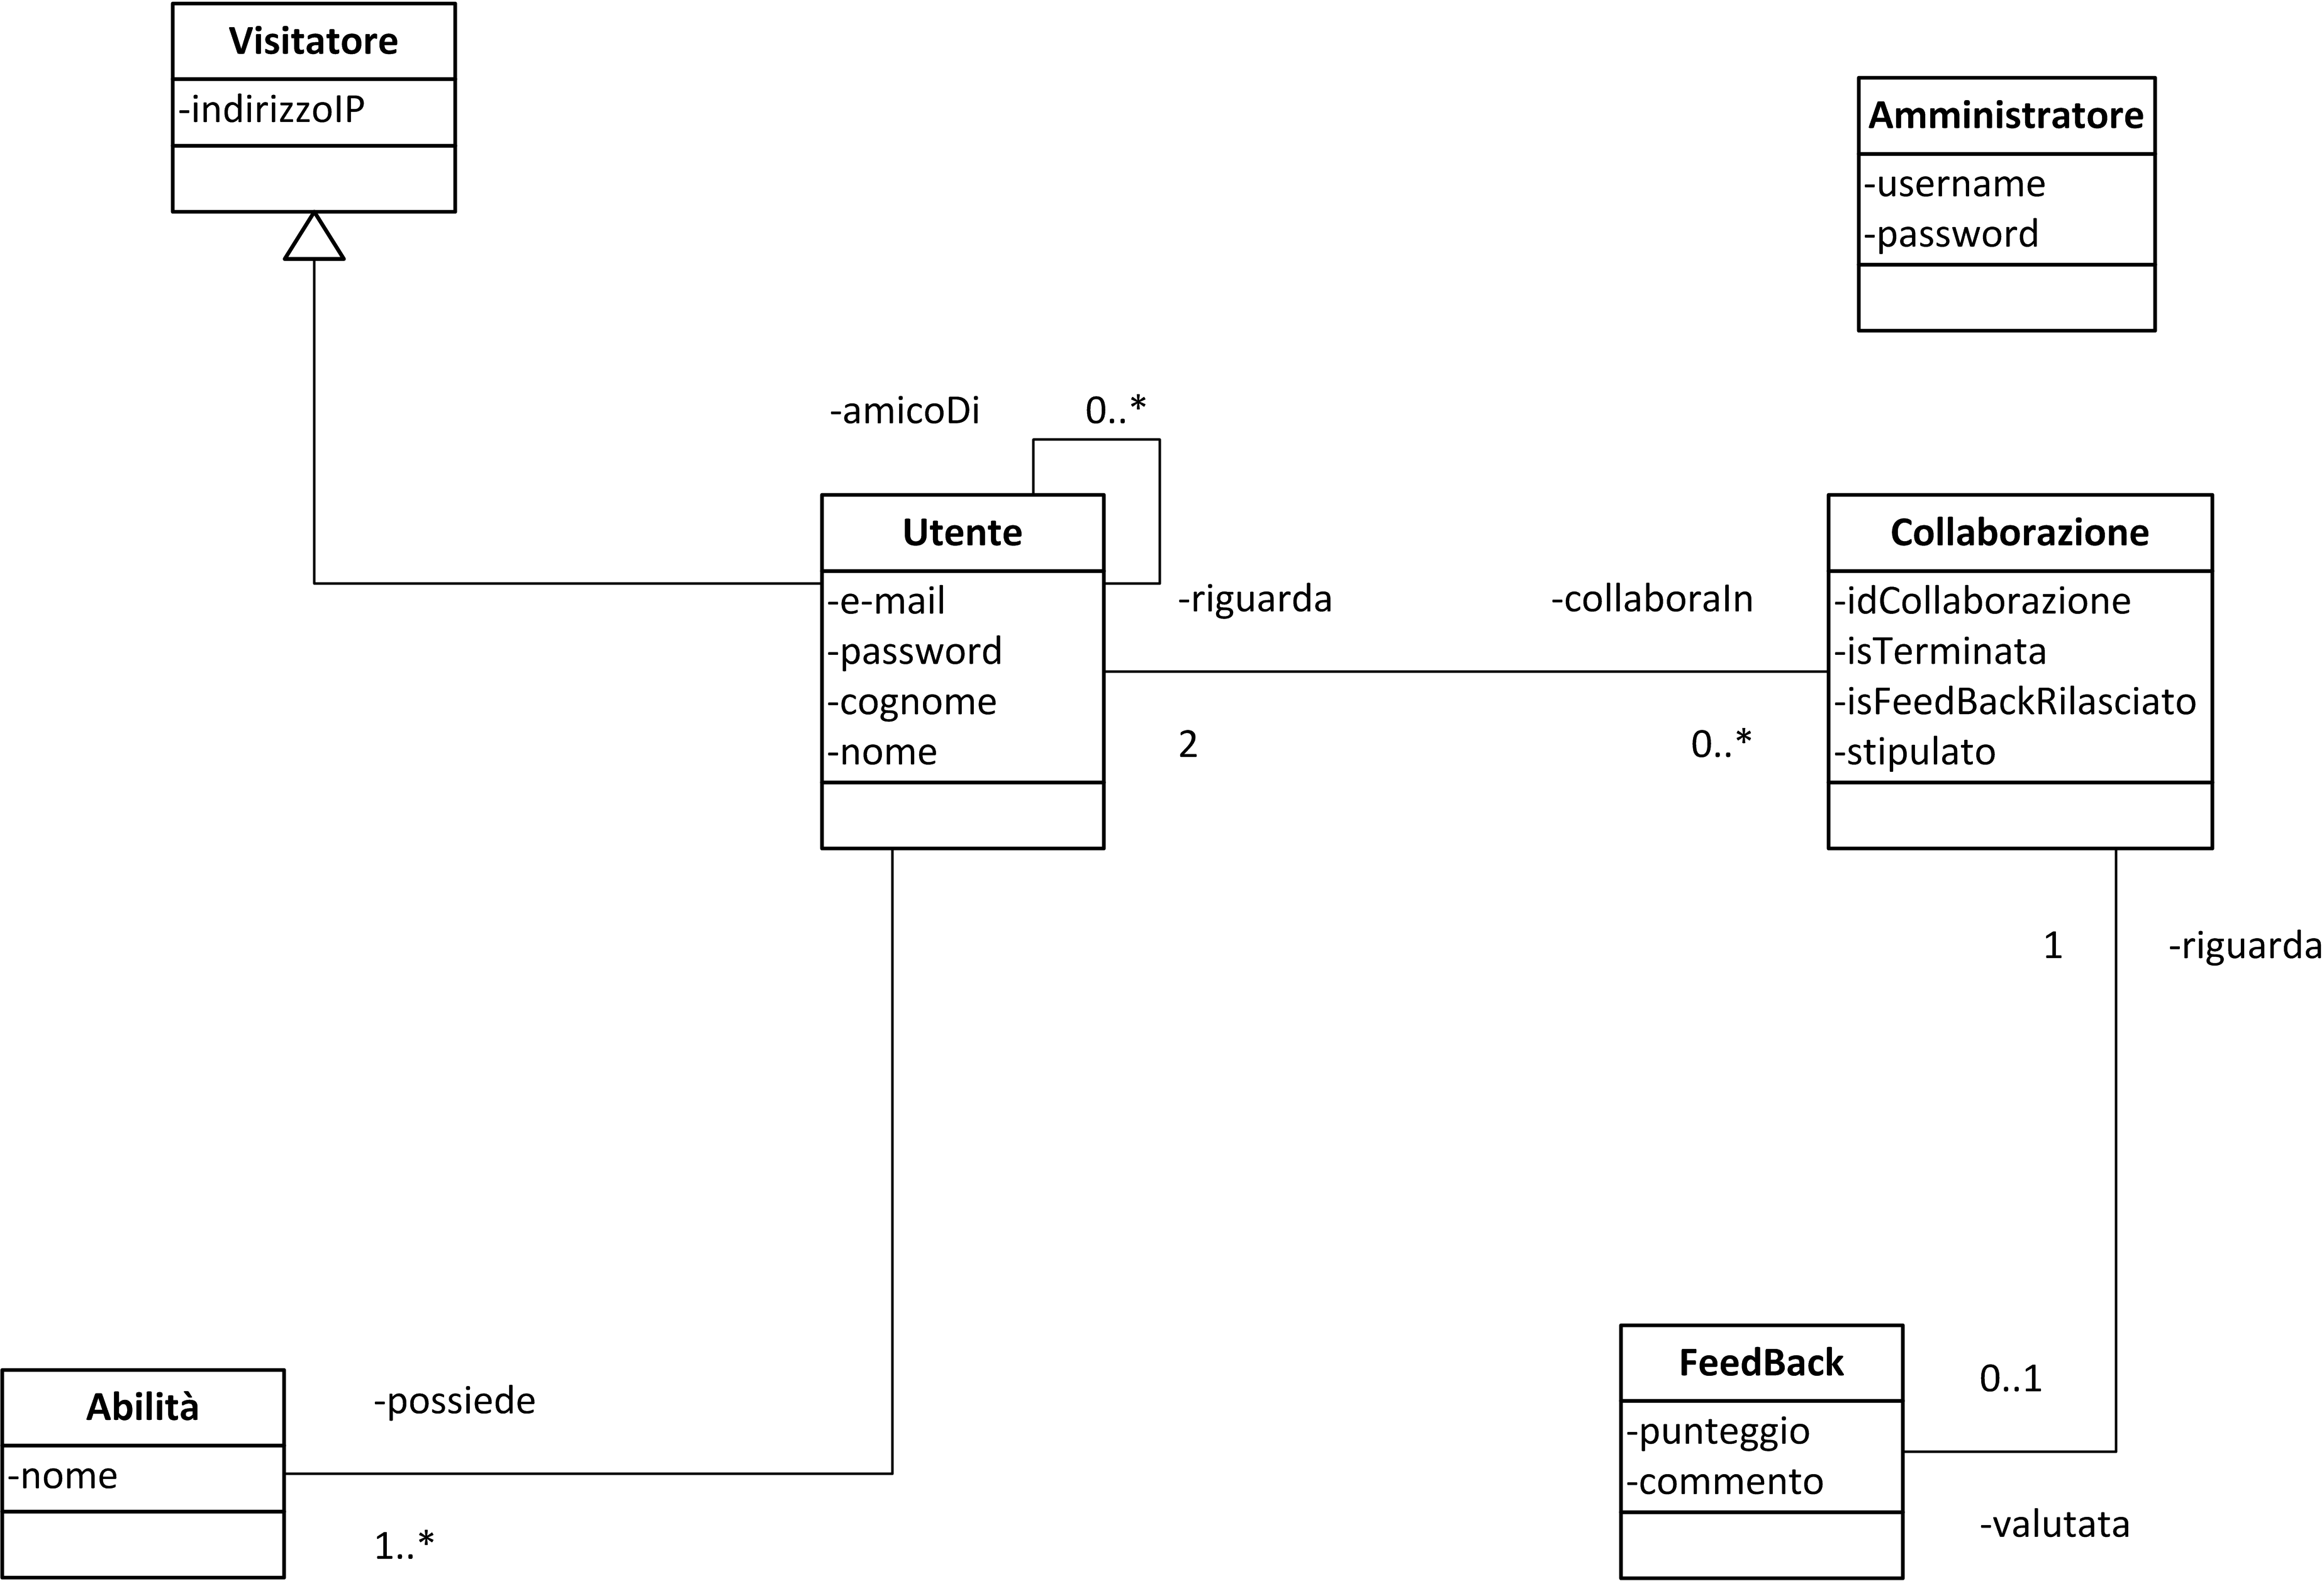 Visitatore
-indirizzoIP
Amministratore
-username
-password
-amicoDi
0..*
Utente
-e-mail
-password
-cognome
-nome
-riguarda
-collaboraIn
2
0..*
Collaborazione
-idCollaborazione
-isTerminata
-isFeedBackRilasciato
-stipulato
1
-riguarda
Abilità
-nome
-possiede
1..*
FeedBack
-punteggio
-commento
0..1
-valutata